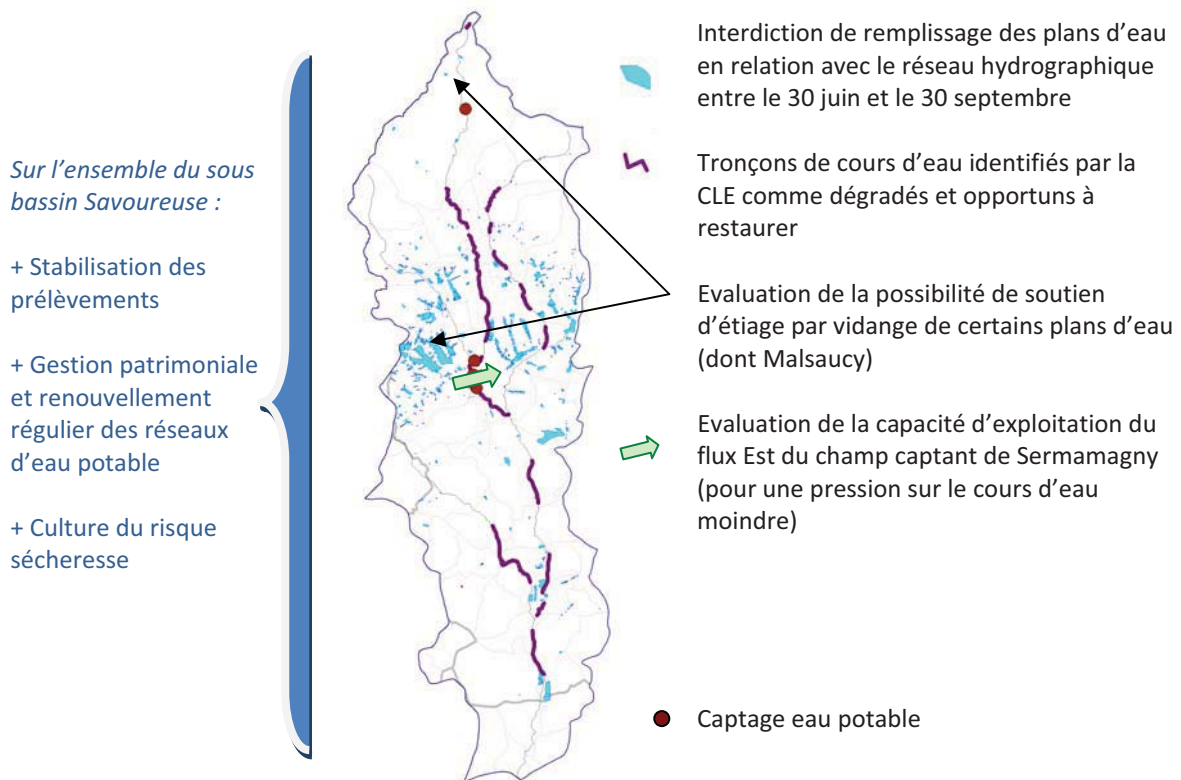 Sur l’ensemble du sous
bassin Savoureuse :
+ Stabilisation des
prélèvements
+ Gestion patrimoniale
et renouvellement
régulier des réseaux
d’eau potable
+ Culture du risque
sécheresse
Interdiction de remplissage des plans d’eau
en relation avec le réseau hydrographique
entre le 30 juin et le 30 septembre
Tronçons de cours d’eau identifiés par la
CLE comme dégradés et opportuns à
restaurer
Evaluation de la possibilité de soutien
d’étiage par vidange de certains plans d’eau
(dont Malsaucy)
Evaluation de la capacité d’exploitation du
flux Est du champ captant de Sermamagny
(pour une pression sur le cours d’eau
moindre)
Captage eau potable